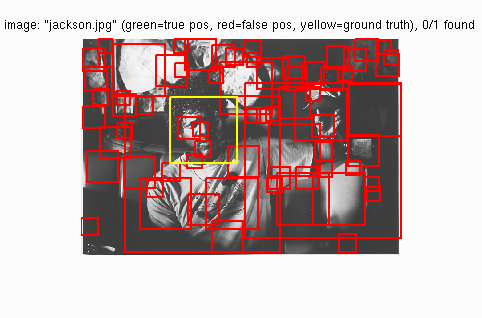 image: "jackson.jpg" (green=true pos, red=false pos, yellow=ground truth), 0/1 found